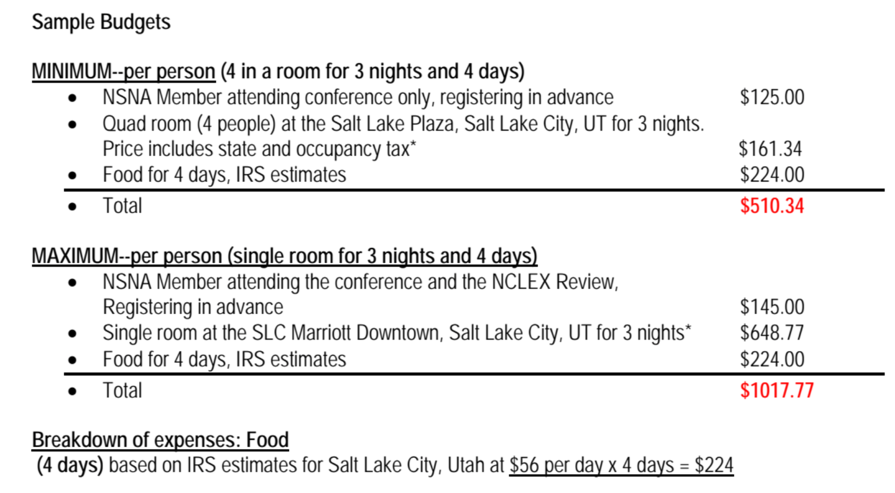 Sample Budgets
MINIMUM--per person (4 in a room for 3 nights and 4 days)
• NSNA Member attending conference only, registering in advance $125.00
• Quad room (4 people) at the Salt Lake Plaza, Salt Lake City, UT for 3 nights.
Price includes state and occupancy tax* $161.34
• Food for 4 days, IRS estimates $224.00
• Total $510.34
MAXIMUM--per person (single room for 3 nights and 4 days)
• NSNA Member attending the conference and the NCLEX Review,
Registering in advance $145.00
• Single room at the SLC Marriott Downtown, Salt Lake City, UT for 3 nights* $648.77
• Food for 4 days, IRS estimates $224.00
• Total $1017.77
Breakdown of expenses: Food
(4 days) based on IRS estimates for Salt Lake City, Utah at $56 per day x 4 days = $224